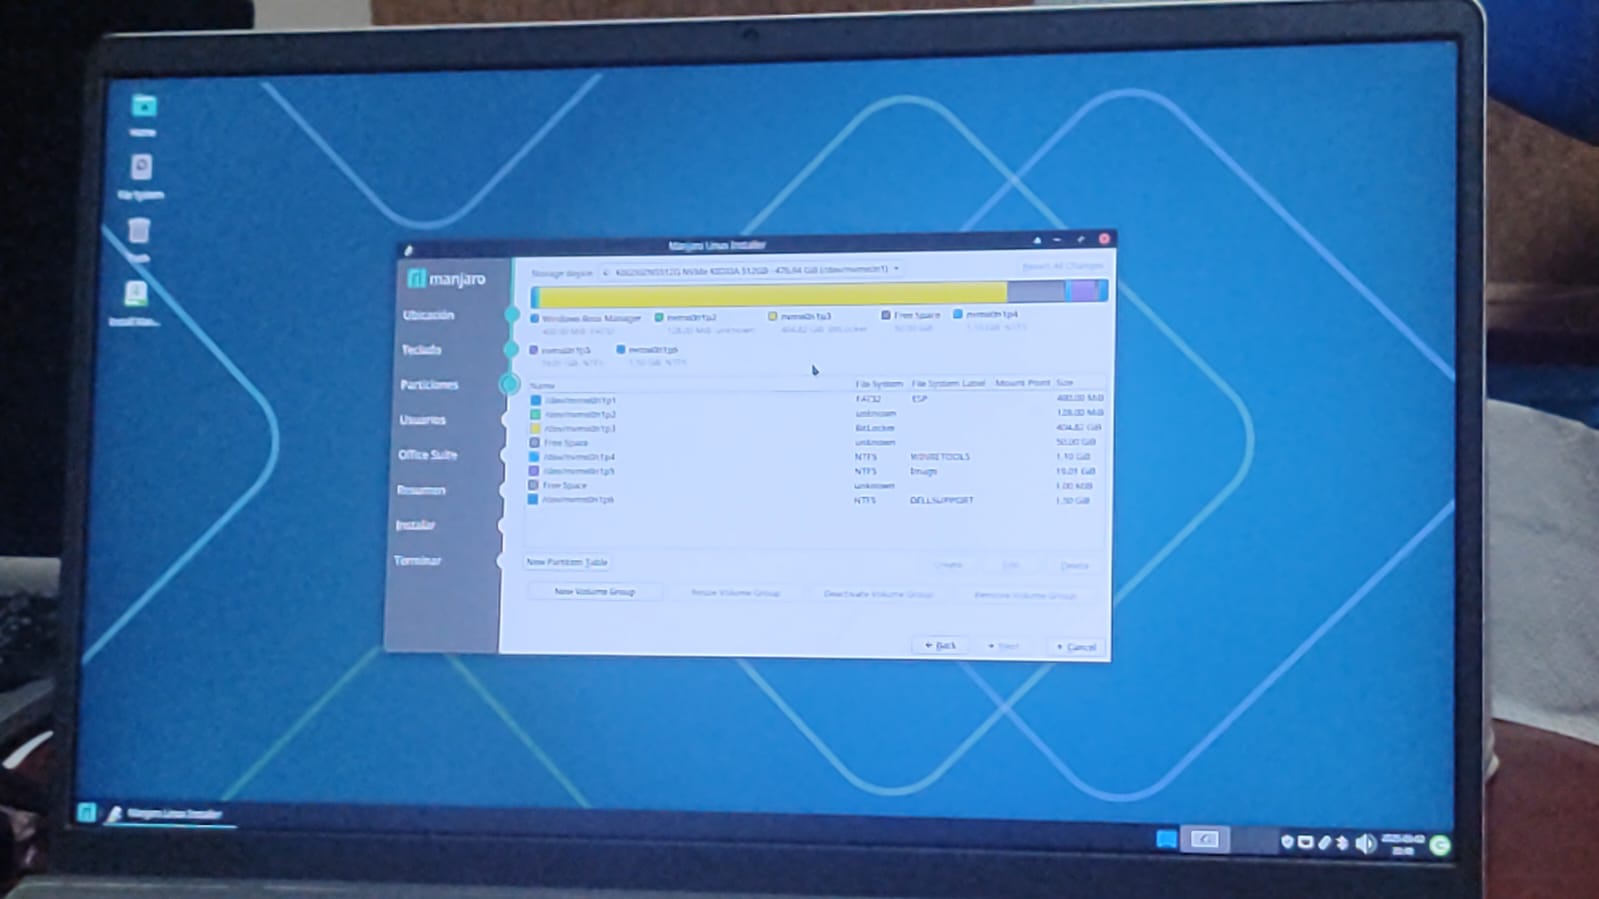 Home
File System
Manjaro Linux Installer
manjaro
Storage device: NVMe KIOXIA 512GB - 476.94 GiB (/dev/nvme0n1)
Revert All Changes
Ubicación
Teclado
Particiones
Usuarios
Office Suite
Resumen
Instalar
Terminar
Windows Boot Manager nvme0n1p2 nvme0n1p3 Free Space nvme0n1p4
400.00 MiB FAT32 128.00 MiB unknown 404.82 GiB BitLocker 50.00 GiB 1.10 GiB NTFS
nvme0n1p5 nvme0n1p6
19.01 GiB NTFS 1.50 GiB NTFS
Name File System File System Label Mount Point Size
/dev/nvme0n1p1 FAT32 ESP 400.00 MiB
/dev/nvme0n1p2 unknown 128.00 MiB
/dev/nvme0n1p3 BitLocker 404.82 GiB
Free Space unknown 50.00 GiB
/dev/nvme0n1p4 NTFS WINRETOOLS 1.10 GiB
/dev/nvme0n1p5 NTFS Image 19.01 GiB
Free Space unknown 1.00 MiB
/dev/nvme0n1p6 NTFS DELLSUPPORT 1.50 GiB
New Partition Table
Create Edit Delete
New Volume Group Resize Volume Group Deactivate Volume Group Remove Volume Group
Back Next Cancel
Manjaro Linux Installer